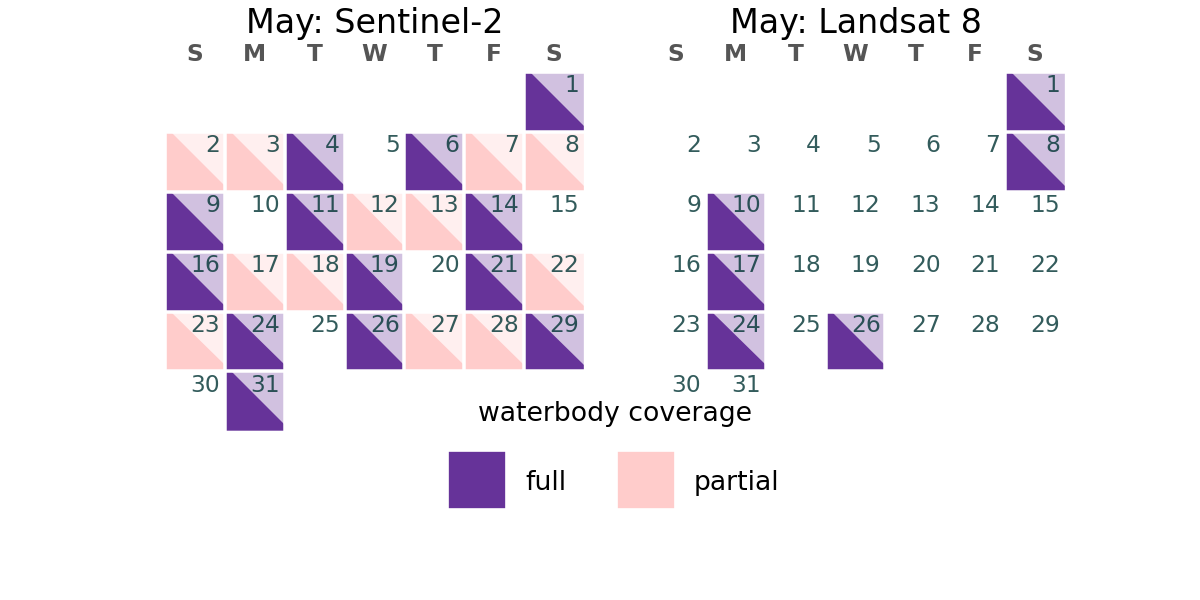 May: Sentinel-2
S M T W T F S
1
2 3 4 5 6 7 8
9 10 11 12 13 14 15
16 17 18 19 20 21 22
23 24 25 26 27 28 29
30 31
May: Landsat 8
S M T W T F S
1
2 3 4 5 6 7 8
9 10 11 12 13 14 15
16 17 18 19 20 21 22
23 24 25 26 27 28 29
30 31
waterbody coverage
full
partial